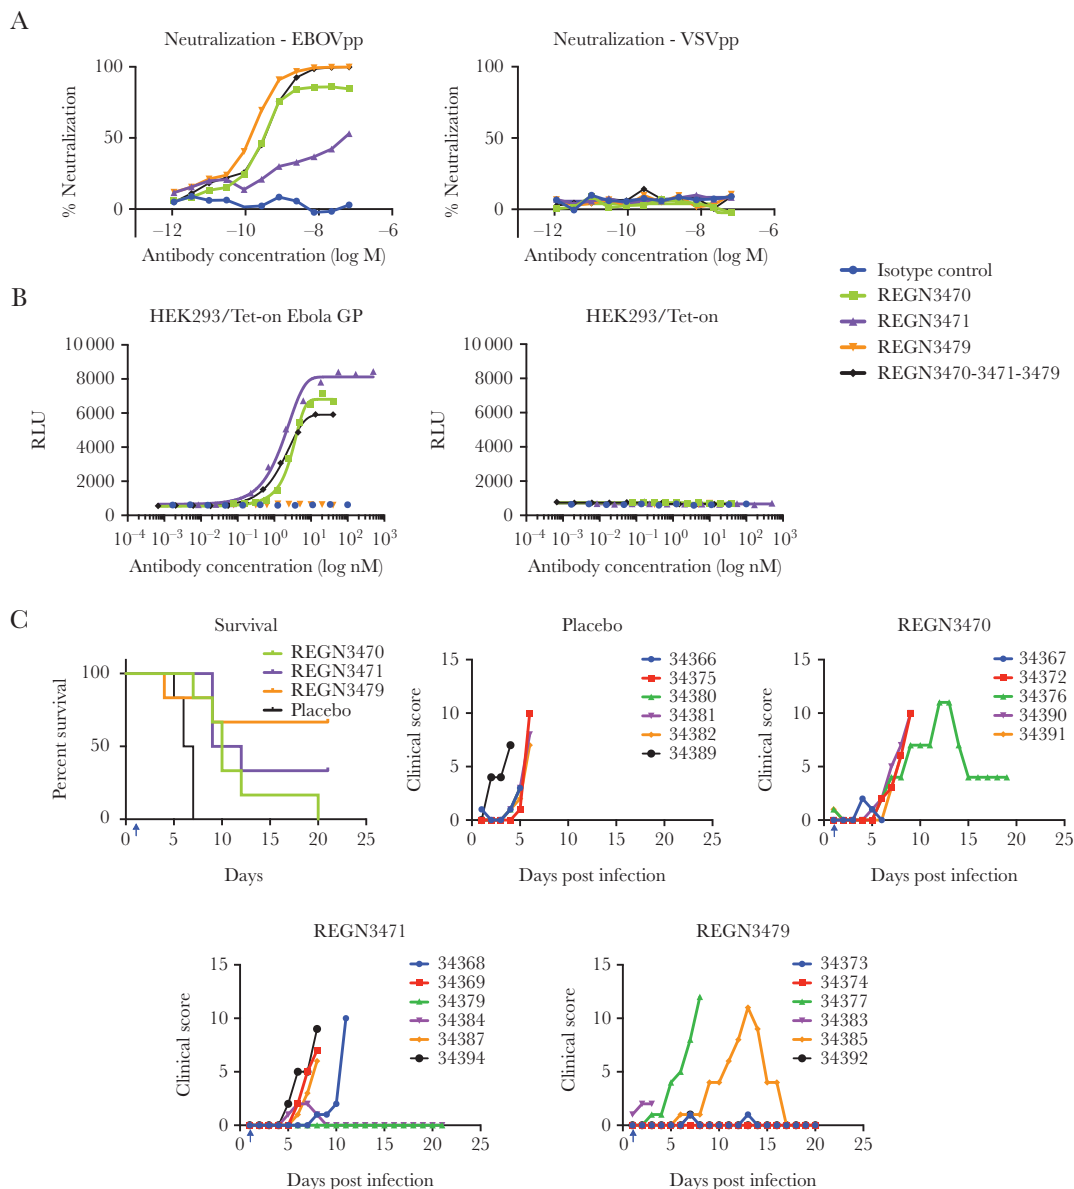 A
Neutralization - EBOVpp
Neutralization - VSVpp
% Neutralization
100
50
0
−12
−10
−8
−6
Antibody concentration (log M)
% Neutralization
100
50
0
−12
−10
−8
−6
Antibody concentration (log M)
Isotype control
REGN3470
REGN3471
REGN3479
REGN3470-3471-3479
B
HEK293/Tet-on Ebola GP
HEK293/Tet-on
RLU
10 000
8000
6000
4000
2000
0
10⁻⁴ 10⁻³ 10⁻² 10⁻¹ 10⁰ 10¹ 10² 10³
Antibody concentration (log nM)
RLU
10 000
8000
6000
4000
2000
0
10⁻⁴ 10⁻³ 10⁻² 10⁻¹ 10⁰ 10¹ 10² 10³
Antibody concentration (log nM)
C
Survival
REGN3470
REGN3471
REGN3479
Placebo
Percent survival
100
50
0
0 5 10 15 20 25
Days
Placebo
34366
34375
34380
34381
34382
34389
Clinical score
15
10
5
0
0 5 10 15 20 25
Days post infection
REGN3470
34367
34372
34376
34390
34391
Clinical score
15
10
5
0
0 5 10 15 20 25
Days post infection
REGN3471
34368
34369
34379
34384
34387
34394
Clinical score
15
10
5
0
0 5 10 15 20 25
Days post infection
REGN3479
34373
34374
34377
34383
34385
34392
Clinical score
15
10
5
0
0 5 10 15 20 25
Days post infection